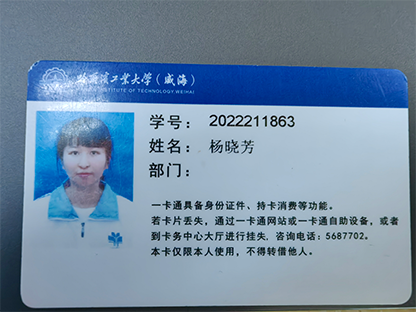 哈尔滨工业大学（威海）
HARBIN INSTITUTE OF TECHNOLOGY.WEIHAI
学号： 2022211863
姓名： 杨晓芳
部门：
一卡通具备身份证件、持卡消费等功能。
若卡片丢失，通过一卡通网站或一卡通自助设备，或者
到卡务中心大厅进行挂失，咨询电话：5687702。
本卡仅限本人使用，不得转借他人。